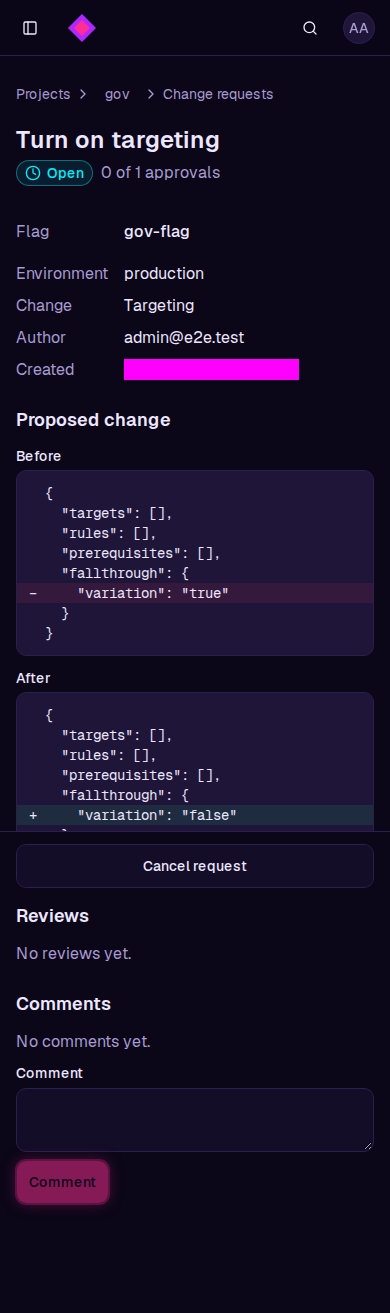 AA
Projects > gov > Change requests
Turn on targeting
Open 0 of 1 approvals
Flag gov-flag
Environment production
Change Targeting
Author admin@e2e.test
Created
Proposed change
Before
{
"targets": [],
"rules": [],
"prerequisites": [],
"fallthrough": {
- "variation": "true"
}
}
After
{
"targets": [],
"rules": [],
"prerequisites": [],
"fallthrough": {
+ "variation": "false"
Cancel request
Reviews
No reviews yet.
Comments
No comments yet.
Comment
Comment